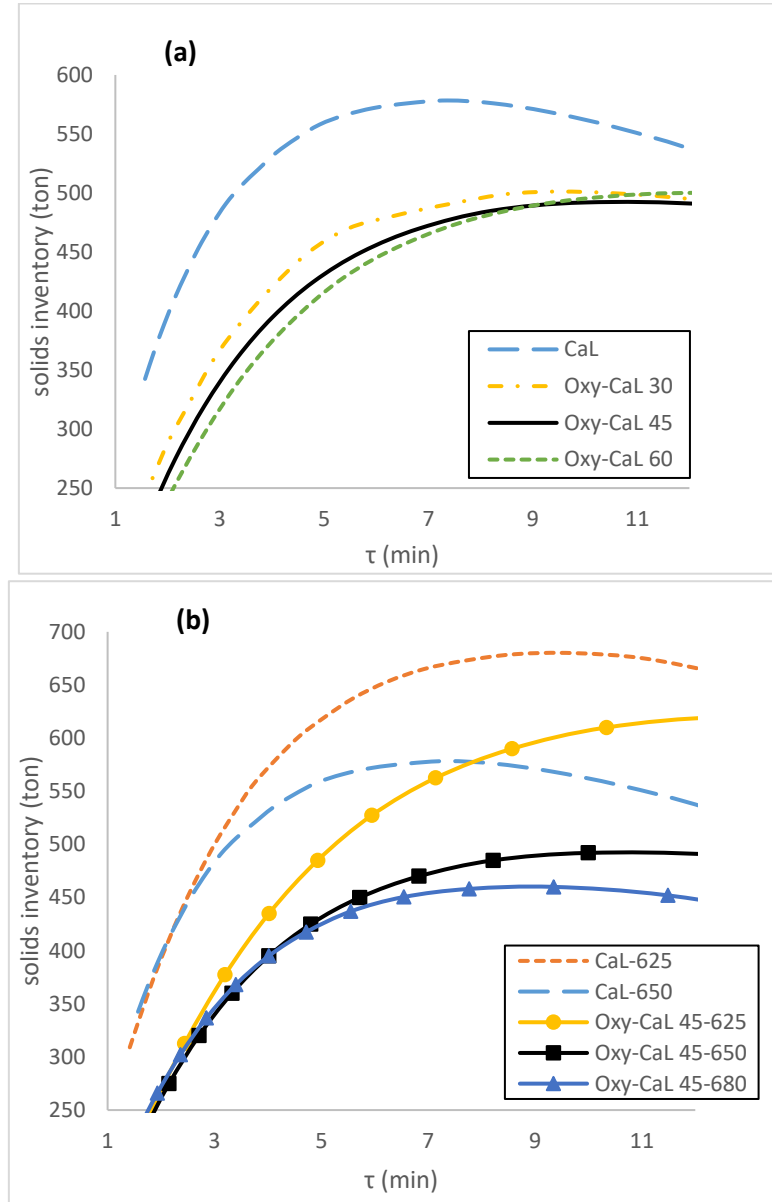 (a)
600
550
500
450
400
350
300
250
solids inventory (ton)
CaL
Oxy-CaL 30
Oxy-CaL 45
Oxy-CaL 60
1 3 5 7 9 11
τ (min)
(b)
700
650
600
550
500
450
400
350
300
250
solids inventory (ton)
CaL-625
CaL-650
Oxy-CaL 45-625
Oxy-CaL 45-650
Oxy-CaL 45-680
1 3 5 7 9 11
τ (min)